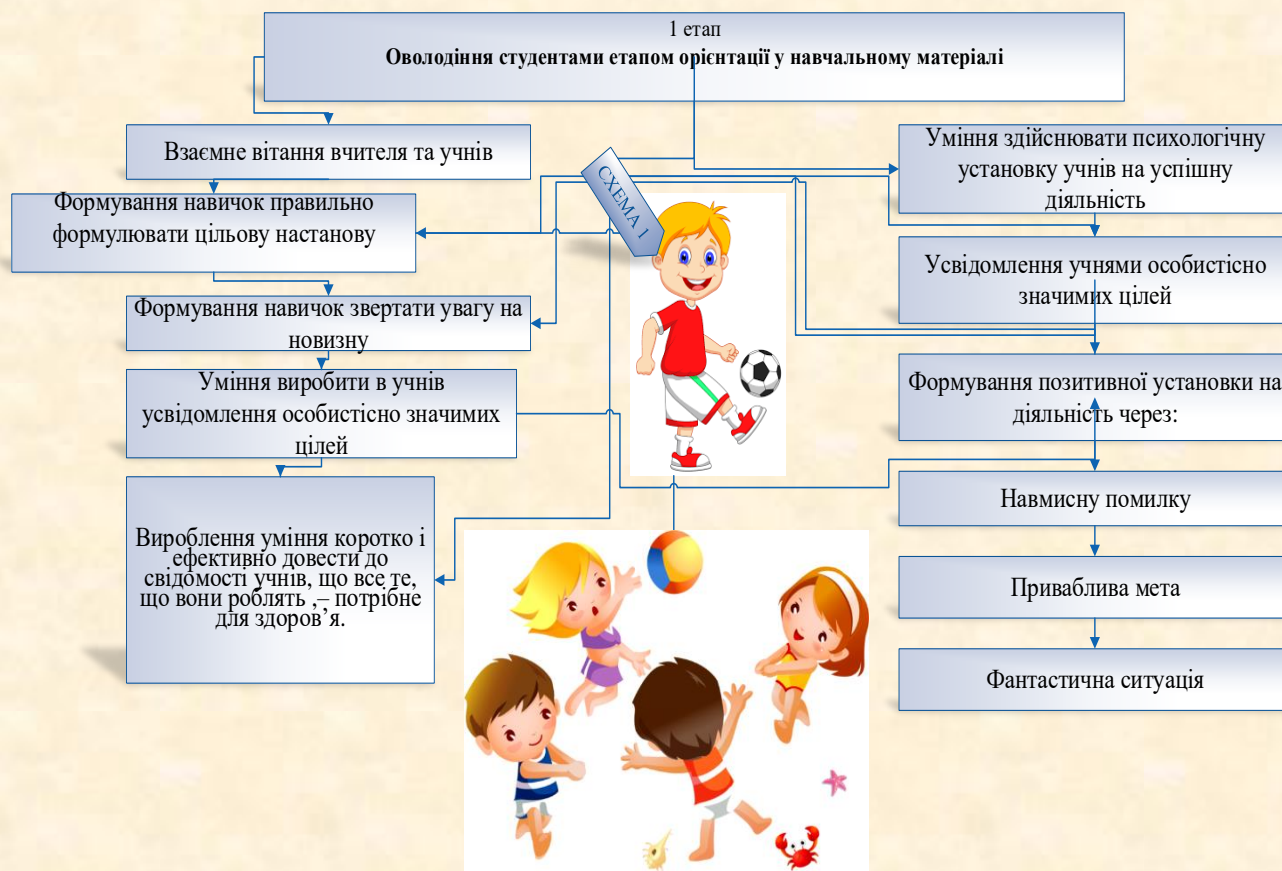 1 етап
Оволодіння студентами етапом орієнтації у навчальному матеріалі
Взаємне вітання вчителя та учнів
Формування навичок правильно
формулювати цільову настанову
Формування навичок звертати увагу на
новизну
Уміння виробити в учнів
усвідомлення особистісно значимих
цілей
Вироблення уміння коротко і
ефективно довести до
свідомості учнів, що все те,
що вони роблять ,– потрібне
для здоров’я.
СХЕМА 1
Уміння здійснювати психологічну
установку учнів на успішну
діяльність
Усвідомлення учнями особистісно
значимих цілей
Формування позитивної установки на
діяльність через:
Навмисну помилку
Приваблива мета
Фантастична ситуація